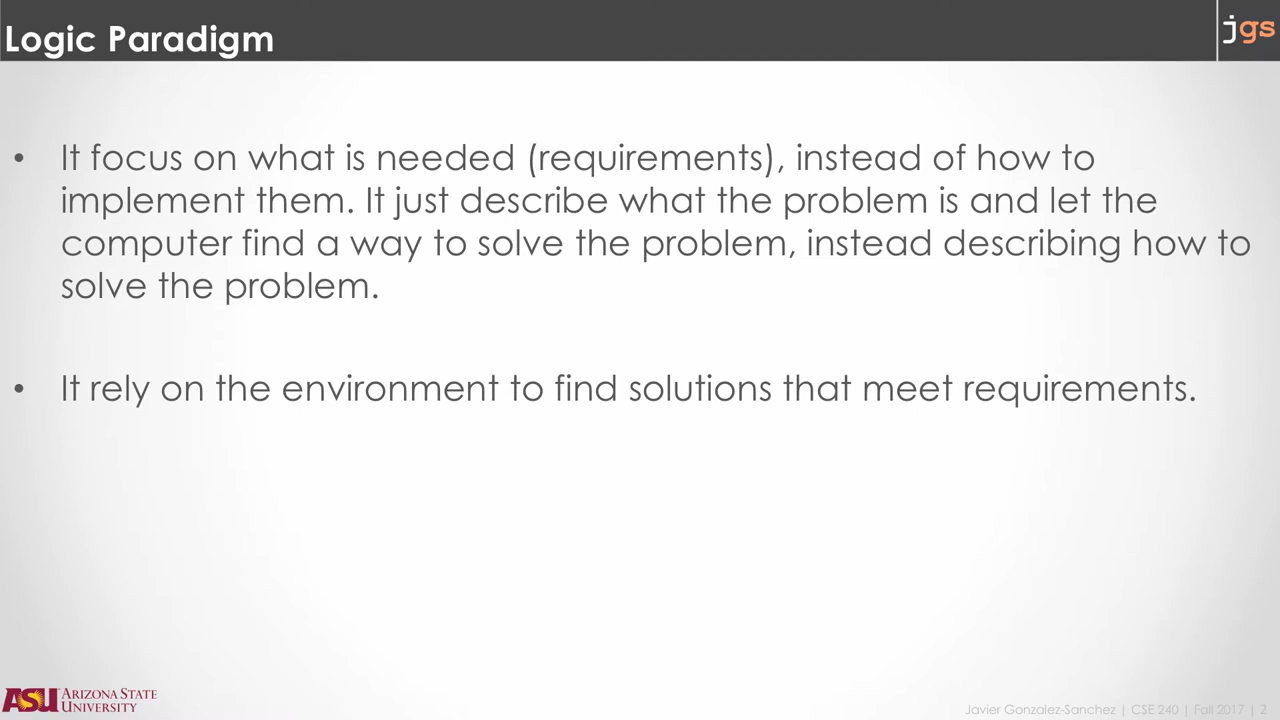 Logic Paradigm
jgs
• It focus on what is needed (requirements), instead of how to
implement them. It just describe what the problem is and let the
computer find a way to solve the problem, instead describing how to
solve the problem.
• It rely on the environment to find solutions that meet requirements.
ASU ARIZONA STATE
UNIVERSITY
Javier Gonzalez-Sanchez | CSE 240 | Fall 2017 | 2